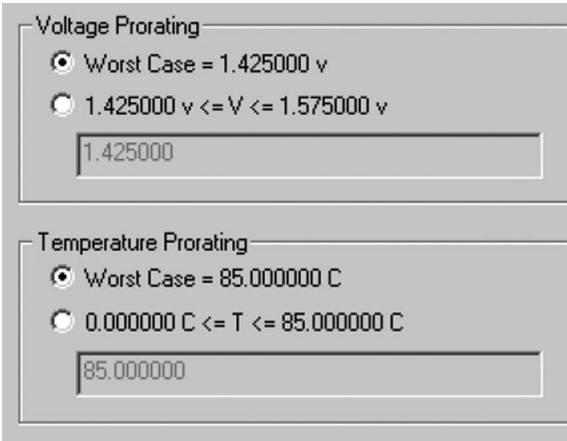 Voltage Prorating
Worst Case = 1.425000 v
1.425000 v <= V <= 1.575000 v
1.425000
Temperature Prorating
Worst Case = 85.000000 C
0.000000 C <= T <= 85.000000 C
85.000000